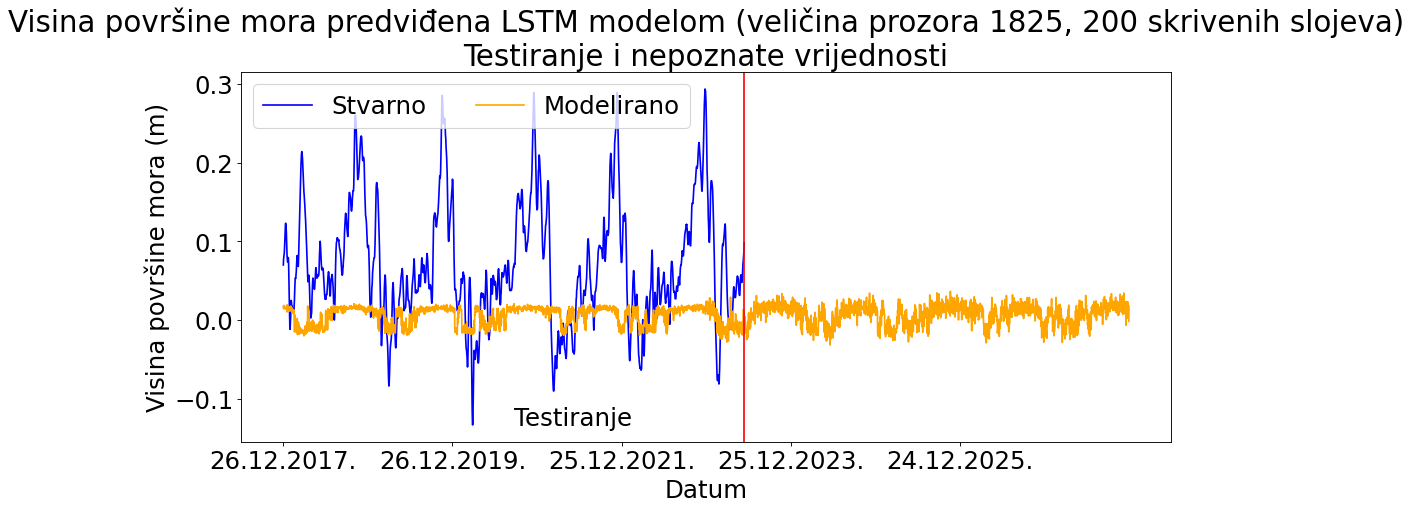 Visina površine mora predviđena LSTM modelom (veličina prozora 1825, 200 skrivenih slojeva)
Testiranje i nepoznate vrijednosti
Stvarno
Modelirano
Visina površine mora (m)
0.3
0.2
0.1
0.0
−0.1
Testiranje
26.12.2017.
26.12.2019.
25.12.2021.
25.12.2023.
24.12.2025.
Datum